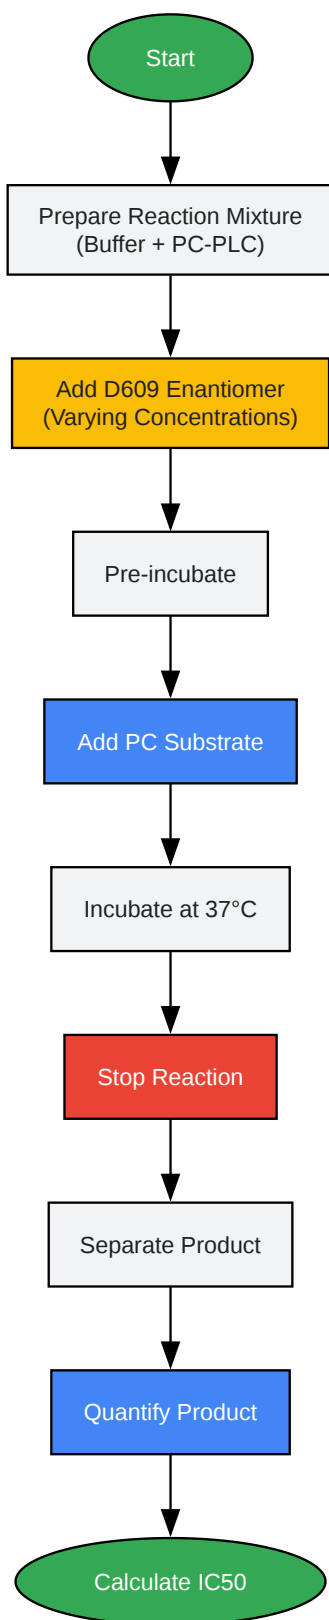 Start
Prepare Reaction Mixture
(Buffer + PC-PLC)
Add D609 Enantiomer
(Varying Concentrations)
Pre-incubate
Add PC Substrate
Incubate at 37°C
Stop Reaction
Separate Product
Quantify Product
Calculate IC50